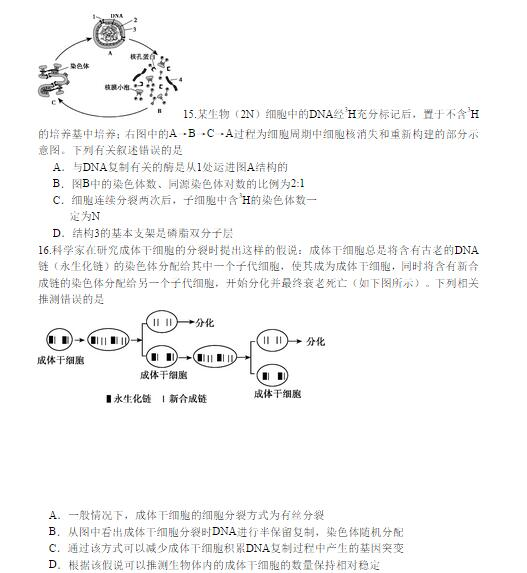 1 DNA
2
3
A
核孔蛋白
染色体
4
核膜小泡
C
B
15.某生物（2N）细胞中的DNA经³H充分标记后，置于不含³H
的培养基中培养；右图中的A→B→C→A过程为细胞周期中细胞核消失和重新构建的部分示
意图。下列有关叙述错误的是
A．与DNA复制有关的酶是从1处运进图A结构的
B．图B中的染色体数、同源染色体对数的比例为2:1
C．细胞连续分裂两次后，子细胞中含³H的染色体数一
定为N
D．结构3的基本支架是磷脂双分子层
16.科学家在研究成体干细胞的分裂时提出这样的假说：成体干细胞总是将含有古老的DNA
链（永生化链）的染色体分配给其中一个子代细胞，使其成为成体干细胞，同时将含有新合
成链的染色体分配给另一个子代细胞，开始分化并最终衰老死亡（如下图所示）。下列相关
推测错误的是
分化
分化
成体干细胞
成体干细胞
成体干细胞
永生化链 新合成链
A．一般情况下，成体干细胞的细胞分裂方式为有丝分裂
B．从图中看出成体干细胞分裂时DNA进行半保留复制，染色体随机分配
C．通过该方式可以减少成体干细胞积累DNA复制过程中产生的基因突变
D．根据该假说可以推测生物体内的成体干细胞的数量保持相对稳定